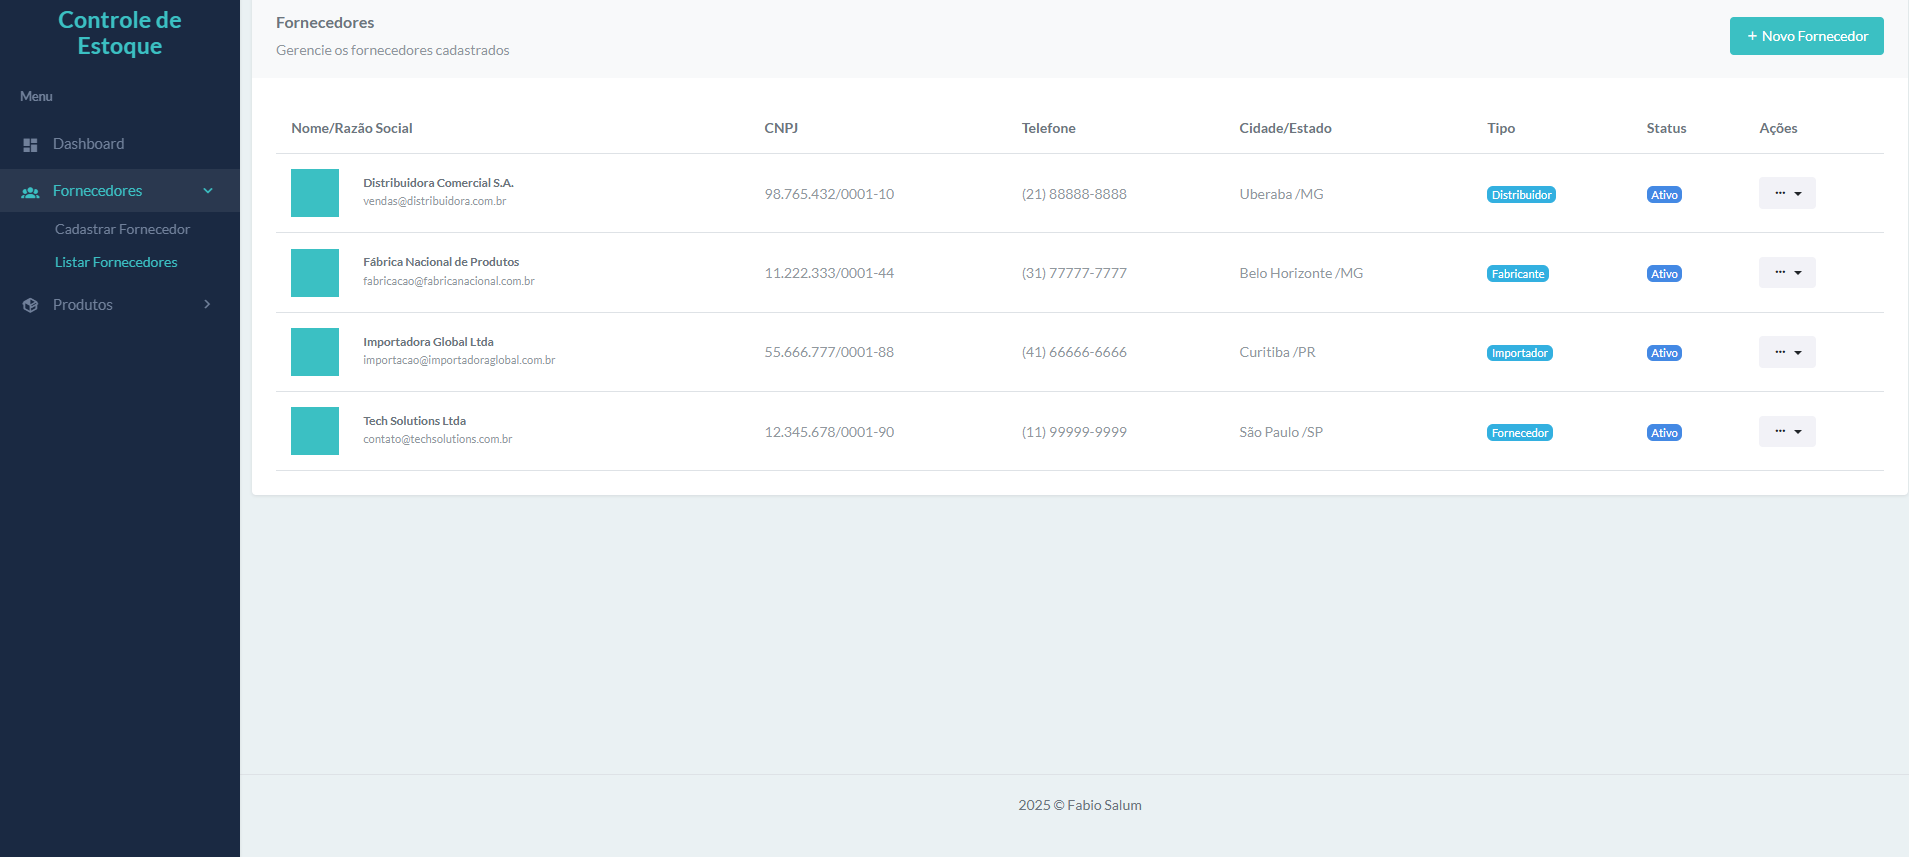 Controle de
Estoque
Menu
Dashboard
Fornecedores
Cadastrar Fornecedor
Listar Fornecedores
Produtos
Fornecedores
Gerencie os fornecedores cadastrados
+ Novo Fornecedor
Nome/Razão Social CNPJ Telefone Cidade/Estado Tipo Status Ações
Distribuidora Comercial S.A.
vendas@distribuidora.com.br
98.765.432/0001-10 (21) 88888-8888 Uberaba /MG Distribuidor Ativo ...
Fábrica Nacional de Produtos
fabricacao@fabricanacional.com.br
11.222.333/0001-44 (31) 77777-7777 Belo Horizonte /MG Fabricante Ativo ...
Importadora Global Ltda
importacao@importadoraglobal.com.br
55.666.777/0001-88 (41) 66666-6666 Curitiba /PR Importador Ativo ...
Tech Solutions Ltda
contato@techsolutions.com.br
12.345.678/0001-90 (11) 99999-9999 São Paulo /SP Fornecedor Ativo ...
2025 © Fabio Salum